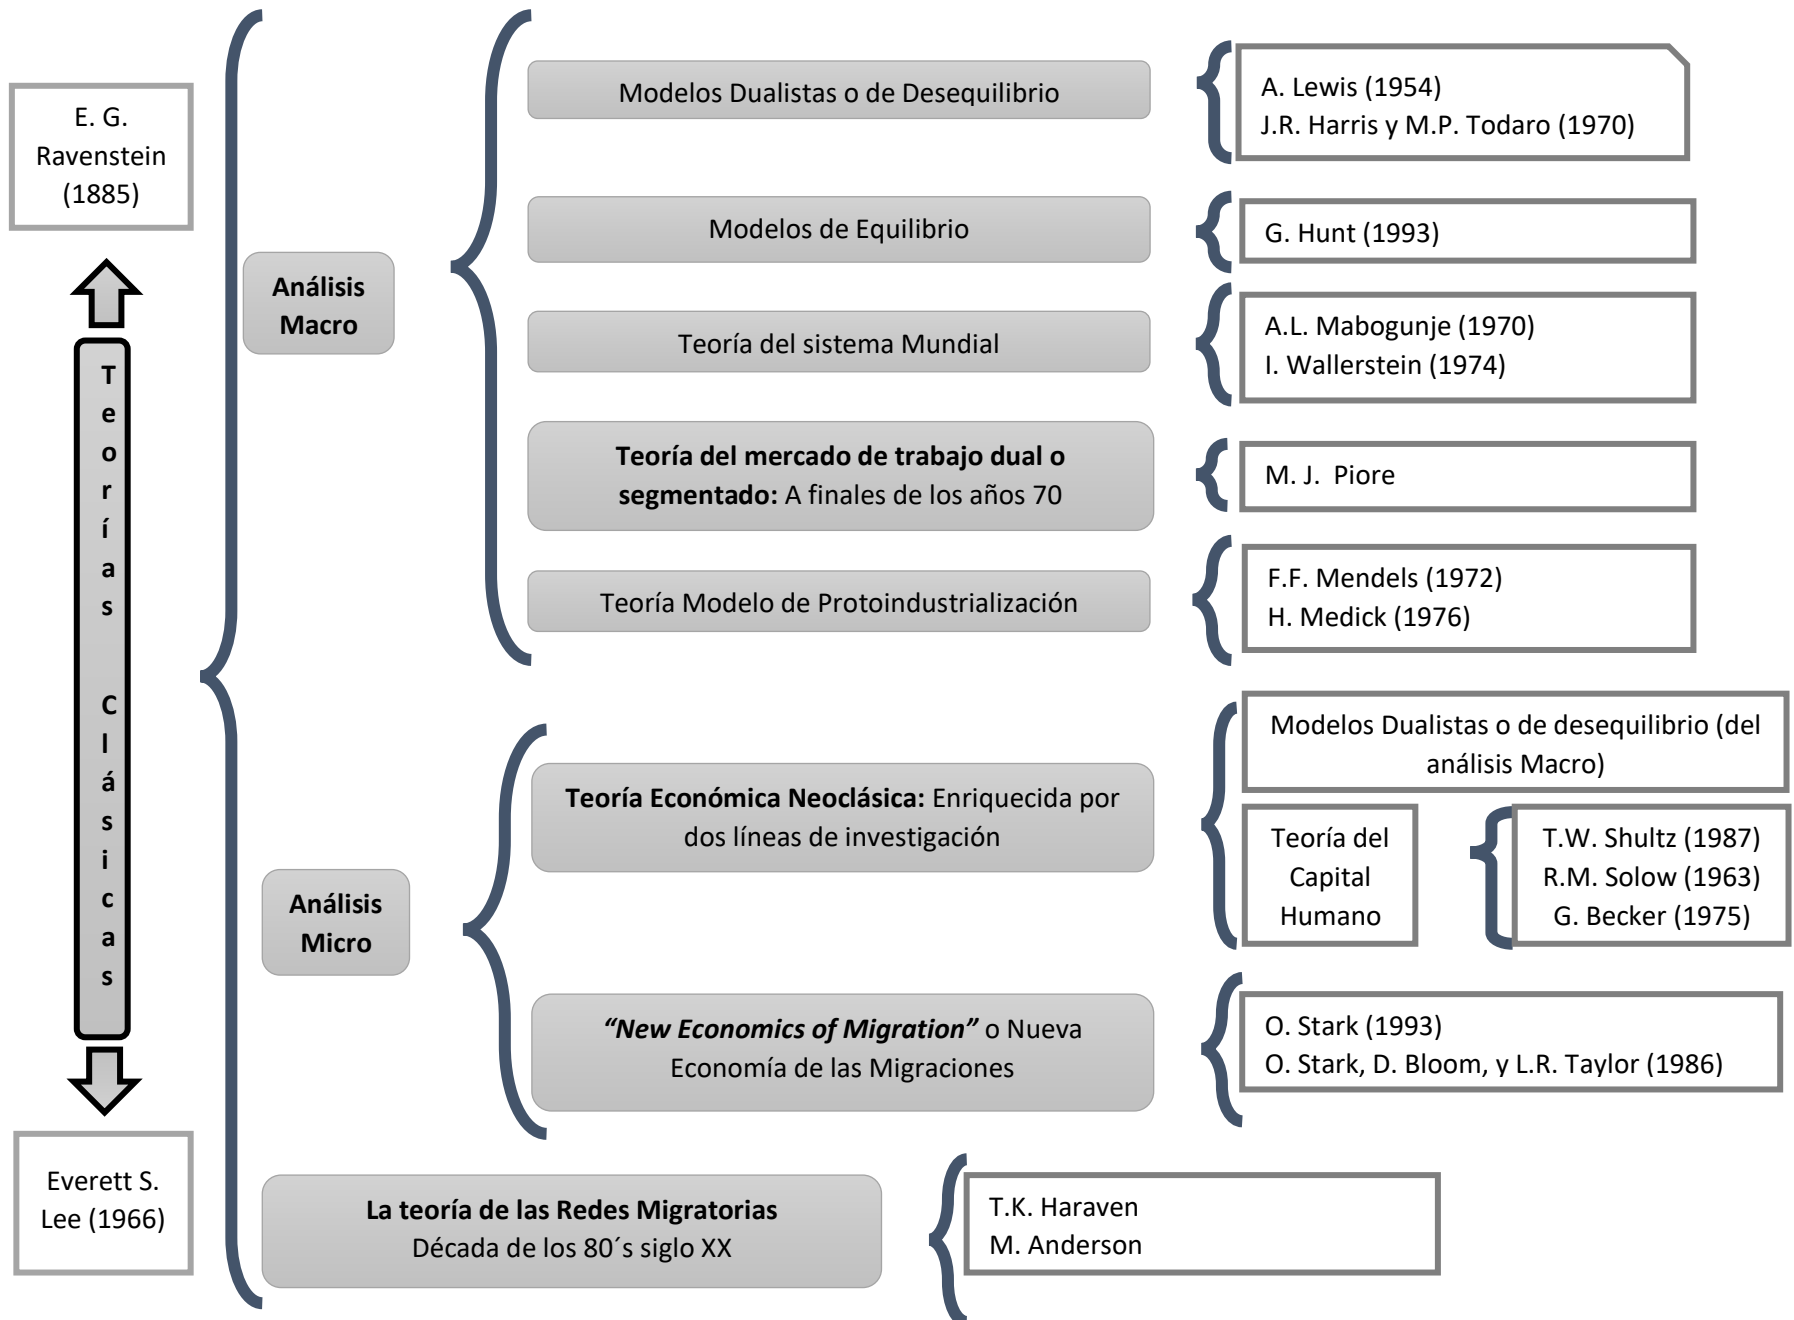 E. G.
Ravenstein
(1885)
Teorías Clásicas
Everett S.
Lee (1966)
Análisis
Macro
Modelos Dualistas o de Desequilibrio
A. Lewis (1954)
J.R. Harris y M.P. Todaro (1970)
Modelos de Equilibrio
G. Hunt (1993)
Teoría del sistema Mundial
A.L. Mabogunje (1970)
I. Wallerstein (1974)
Teoría del mercado de trabajo dual o
segmentado: A finales de los años 70
M. J. Piore
Teoría Modelo de Protoindustrialización
F.F. Mendels (1972)
H. Medick (1976)
Análisis
Micro
Teoría Económica Neoclásica: Enriquecida por
dos líneas de investigación
Modelos Dualistas o de desequilibrio (del
análisis Macro)
Teoría del
Capital
Humano
T.W. Shultz (1987)
R.M. Solow (1963)
G. Becker (1975)
“New Economics of Migration” o Nueva
Economía de las Migraciones
O. Stark (1993)
O. Stark, D. Bloom, y L.R. Taylor (1986)
La teoría de las Redes Migratorias
Década de los 80´s siglo XX
T.K. Haraven
M. Anderson